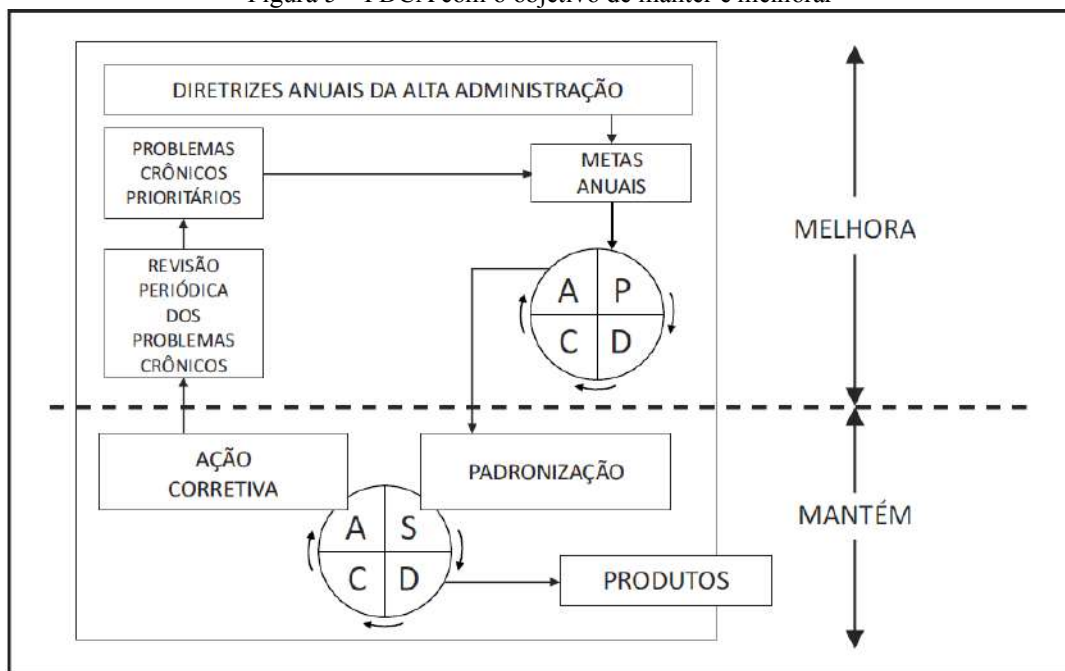 DIRETRIZES ANUAIS DA ALTA ADMINISTRAÇÃO
PROBLEMAS
CRÔNICOS
PRIORITÁRIOS
METAS
ANUAIS
MELHORA
REVISÃO
PERIÓDICA
DOS
PROBLEMAS
CRÔNICOS
A P
C D
AÇÃO
CORRETIVA
PADRONIZAÇÃO
MANTÉM
A S
C D
PRODUTOS